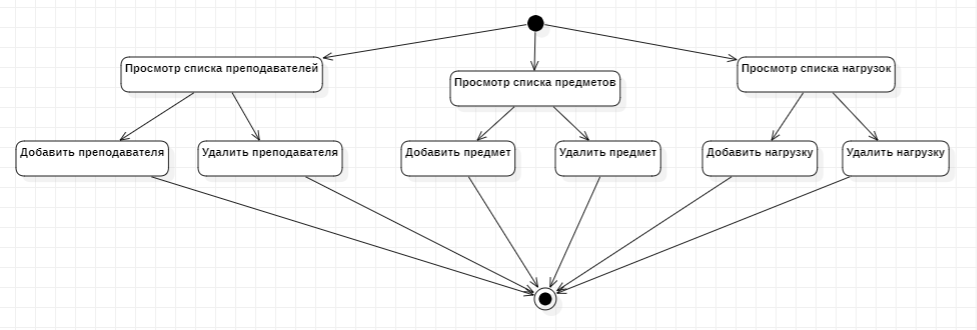 Просмотр списка преподавателей
Просмотр списка предметов
Просмотр списка нагрузок
Добавить преподавателя
Удалить преподавателя
Добавить предмет
Удалить предмет
Добавить нагрузку
Удалить нагрузку